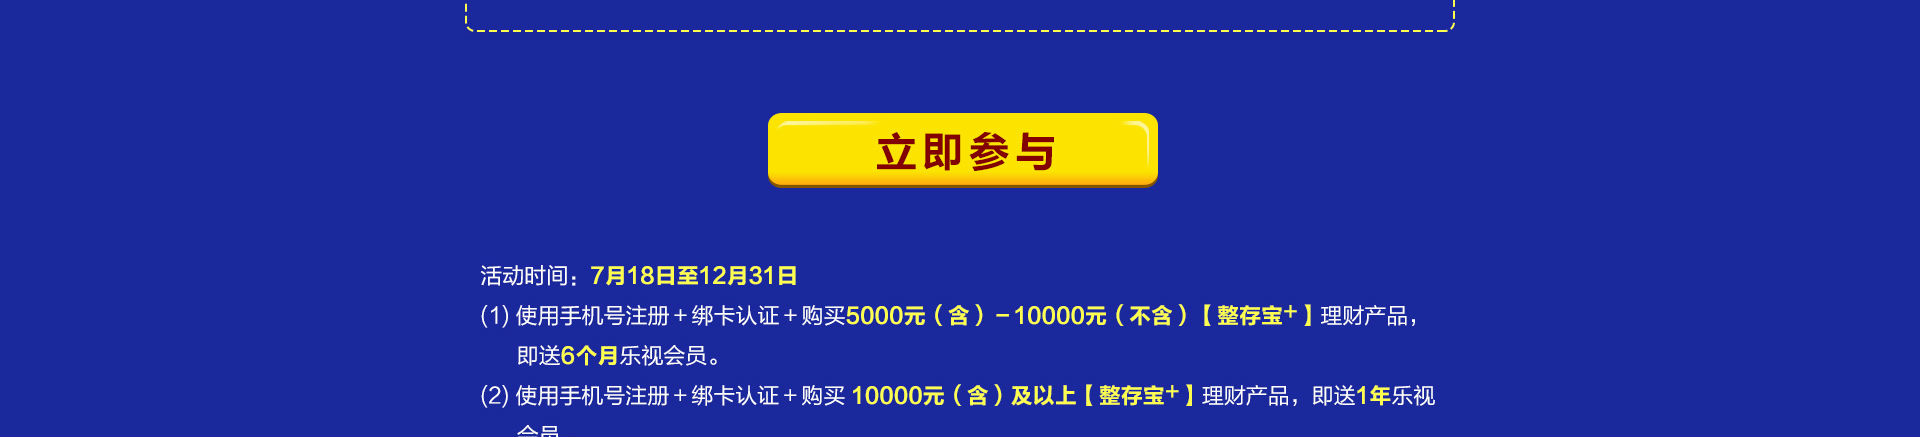 立即参与
活动时间：7月18日至12月31日
(1) 使用手机号注册＋绑卡认证＋购买5000元（含）－10000元（不含）【整存宝+】理财产品，
即送6个月乐视会员。
(2) 使用手机号注册＋绑卡认证＋购买 10000元（含）及以上【整存宝+】理财产品，即送1年乐视
会员